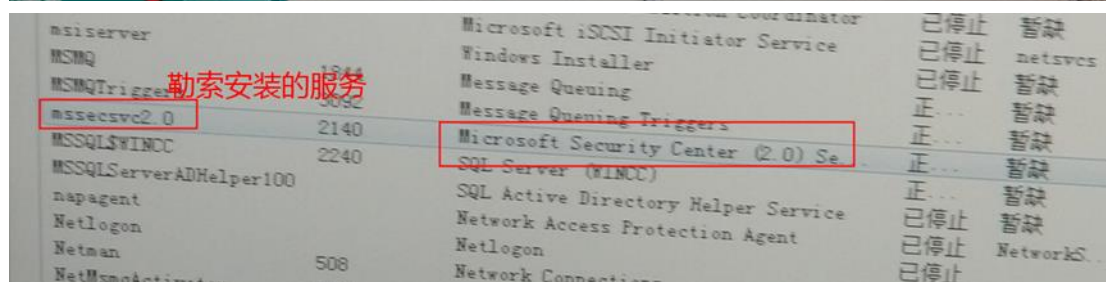 Coordinator 已停止 暂缺
Microsoft iSCSI Initiator Service 已停止 netsvcs
msiserver Windows Installer 已停止 暂缺
MSMQ 1844 Message Queuing 正... 暂缺
MSMQTrigger 3092 Message Queuing Triggers 正... 暂缺
勒索安装的服务
mssecsvc2.0 2140 Microsoft Security Center (2.0) Se... 正... 暂缺
MSSQL$WINCC 2240 SQL Server (WINCC) 正... 暂缺
MSSQLServerADHelper100 SQL Active Directory Helper Service 已停止 暂缺
napagent Network Access Protection Agent 已停止 NetworkS...
Netlogon Netlogon 已停止
Netman 508 Network Connections